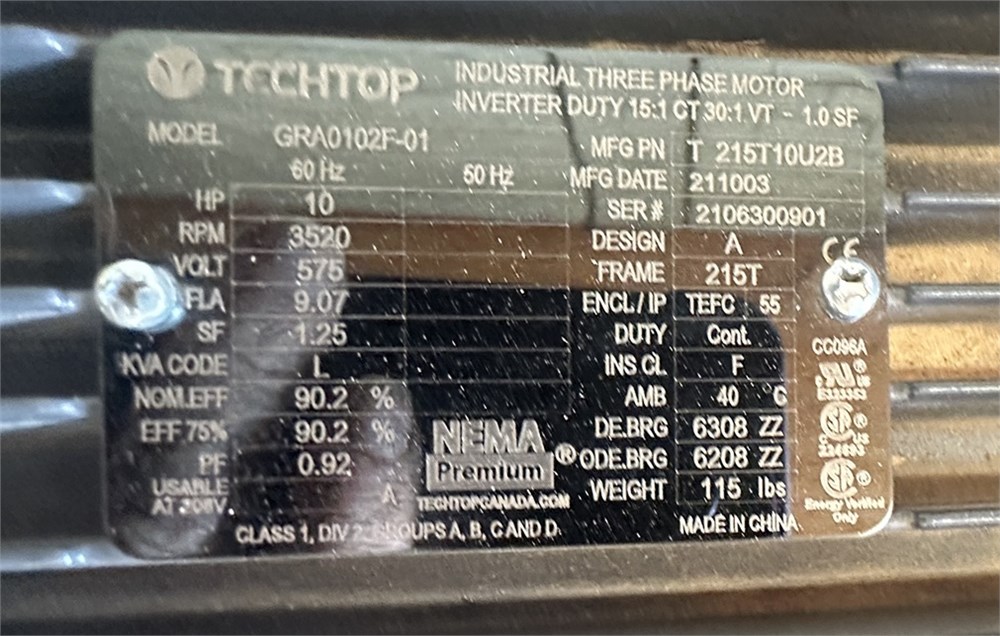 TECHTOP
INDUSTRIAL THREE PHASE MOTOR
INVERTER DUTY 15:1 CT 30:1 VT - 1.0 SF
MODEL GRA0102F-01
MFG PN T 215T10U2B
60 Hz 50 Hz
MFG DATE 211003
HP 10
SER # 2106300901
RPM 3520
DESIGN A
VOLT 575
FRAME 215T
FLA 9.07
ENCL/IP TEFC 55
SF 1.25
DUTY Cont.
KVA CODE L
INS CL. F
NOM.EFF 90.2 %
AMB 40 C
EFF 75% 90.2 %
DE.BRG 6308 ZZ
PF 0.92
ODE.BRG 6208 ZZ
USABLE AT 208V A
WEIGHT 115 lbs
NEMA
Premium ®
TECHTOPCANADA.COM
CLASS 1, DIV 2, GROUPS A, B, C AND D
MADE IN CHINA
CE
CC096A
Energy Verified
Only